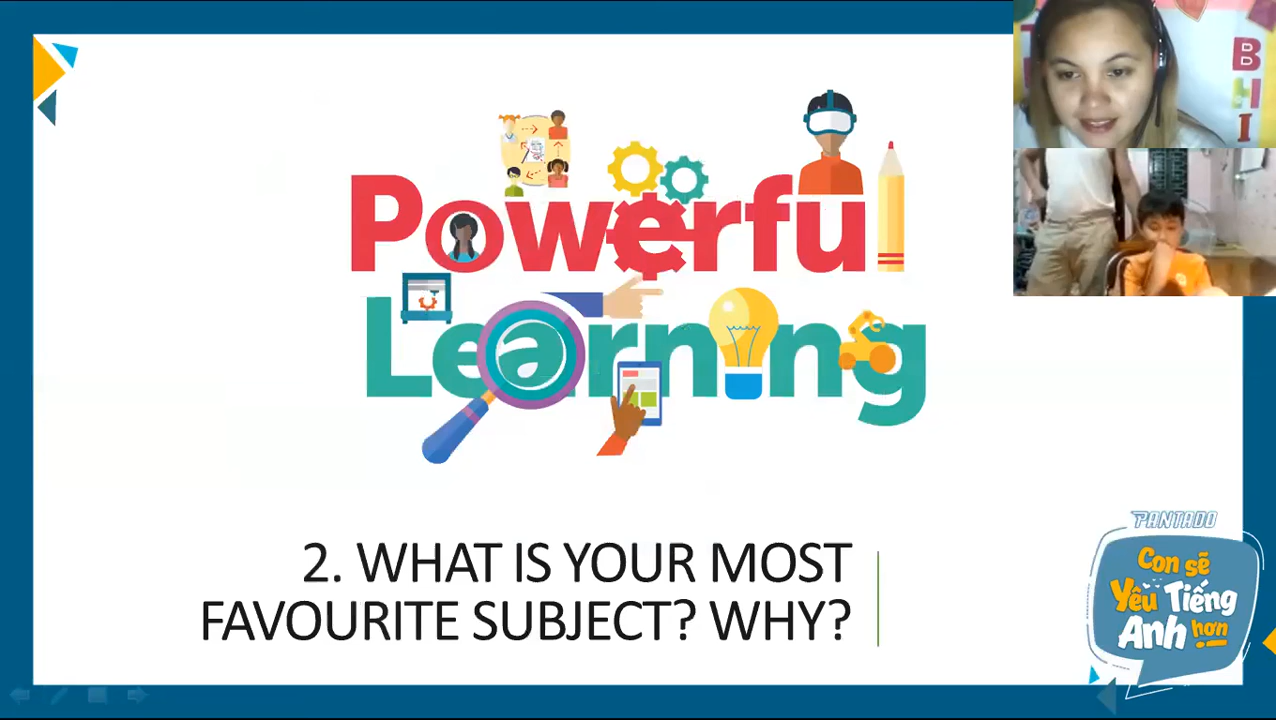 B
H
I
Powerful
Learning
2. WHAT IS YOUR MOST
FAVOURITE SUBJECT? WHY?
PANTADO
Con sẽ
Yêu Tiếng
Anh hơn